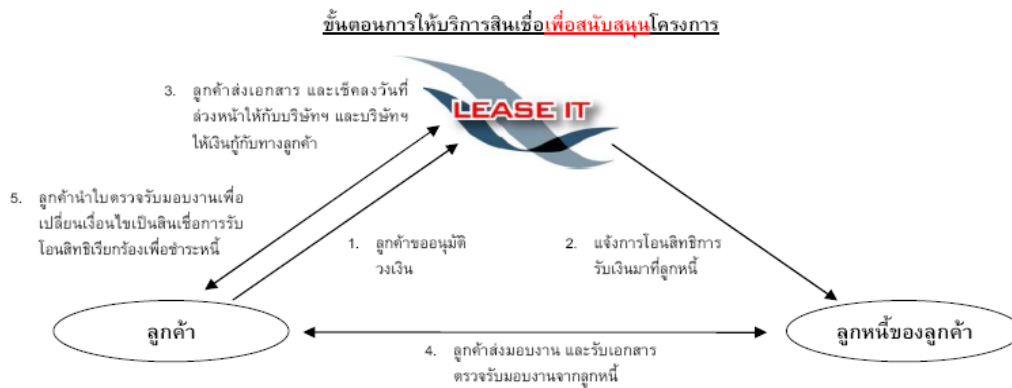 ขั้นตอนการให้บริการสินเชื่อเพื่อสนับสนุนโครงการ
3. ลูกค้าส่งเอกสาร และเช็คลงวันที่
ล่วงหน้าให้กับบริษัทฯ และบริษัทฯ
ให้เงินกู้กับทางลูกค้า
LEASE IT
5. ลูกค้านำใบตรวจรับมอบงานเพื่อ
เปลี่ยนเงื่อนไขเป็นสินเชื่อการรับ
โอนสิทธิเรียกร้องเพื่อชำระหนี้
1. ลูกค้าขออนุมัติ
วงเงิน
2. แจ้งการโอนสิทธิการ
รับเงินมาที่ลูกหนี้
ลูกค้า
ลูกหนี้ของลูกค้า
4. ลูกค้าส่งมอบงาน และรับเอกสาร
ตรวจรับมอบงานจากลูกหนี้